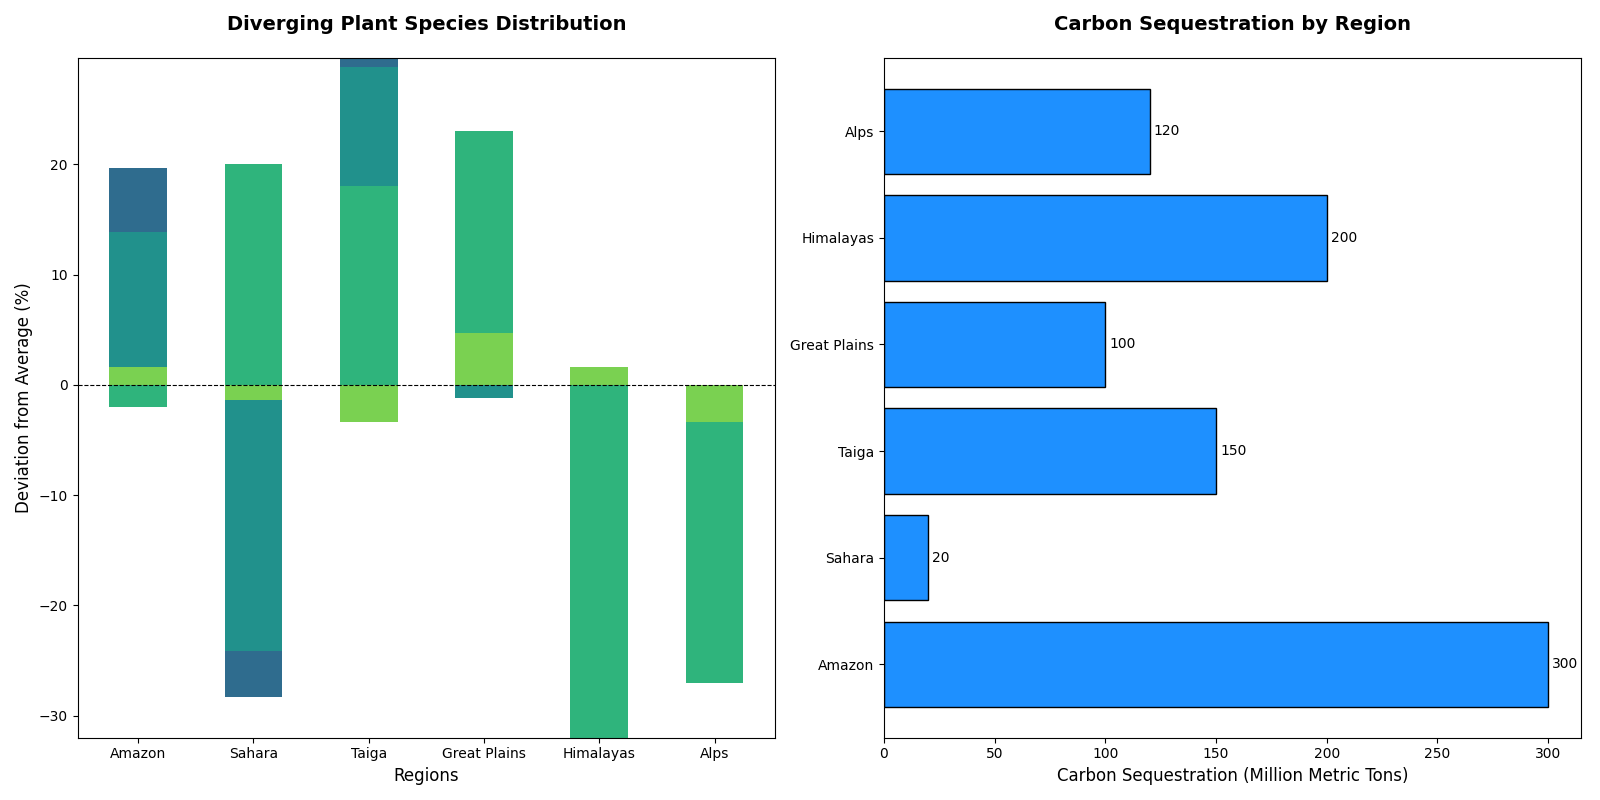 Diverging Plant Species Distribution
Deviation from Average (%)
20
10
0
−10
−20
−30
Amazon
Sahara
Taiga
Great Plains
Himalayas
Alps
Regions
Carbon Sequestration by Region
Alps
120
Himalayas
200
Great Plains
100
Taiga
150
Sahara
20
Amazon
300
0
50
100
150
200
250
300
Carbon Sequestration (Million Metric Tons)